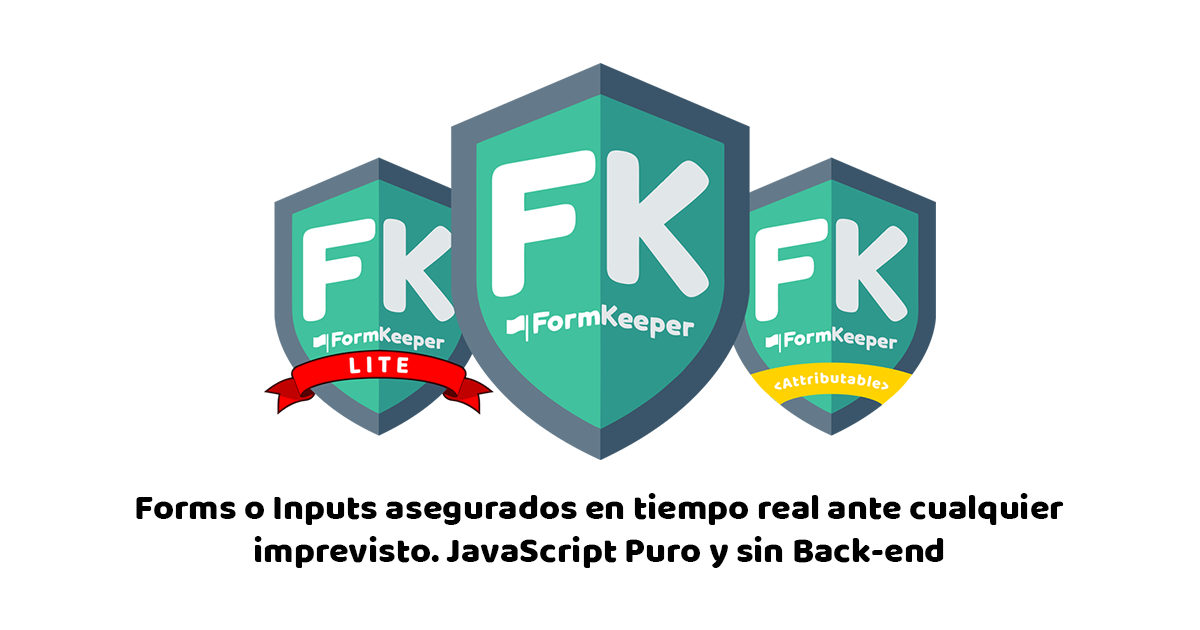 FK
FormKeeper
LITE
FK
FormKeeper
FK
FormKeeper
<Attributable>
Forms o Inputs asegurados en tiempo real ante cualquier
imprevisto. JavaScript Puro y sin Back-end